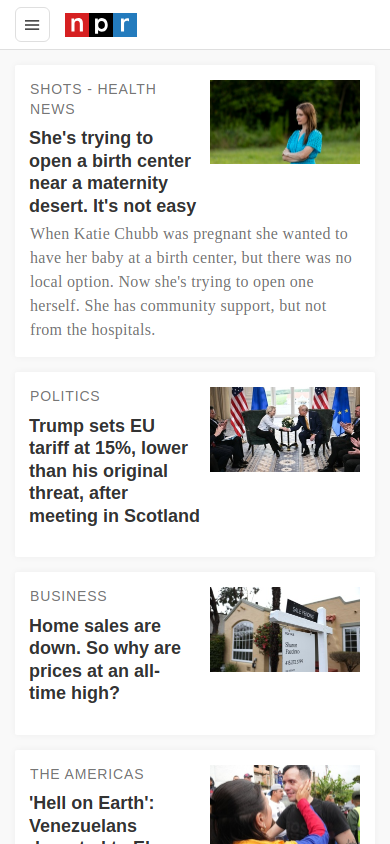 npr
SHOTS - HEALTH
NEWS
She's trying to
open a birth center
near a maternity
desert. It's not easy
When Katie Chubb was pregnant she wanted to
have her baby at a birth center, but there was no
local option. Now she's trying to open one
herself. She has community support, but not
from the hospitals.
POLITICS
Trump sets EU
tariff at 15%, lower
than his original
threat, after
meeting in Scotland
BUSINESS
Home sales are
down. So why are
prices at an all-
time high?
SALE PENDING
THE AMERICAS
'Hell on Earth':
Venezuelans